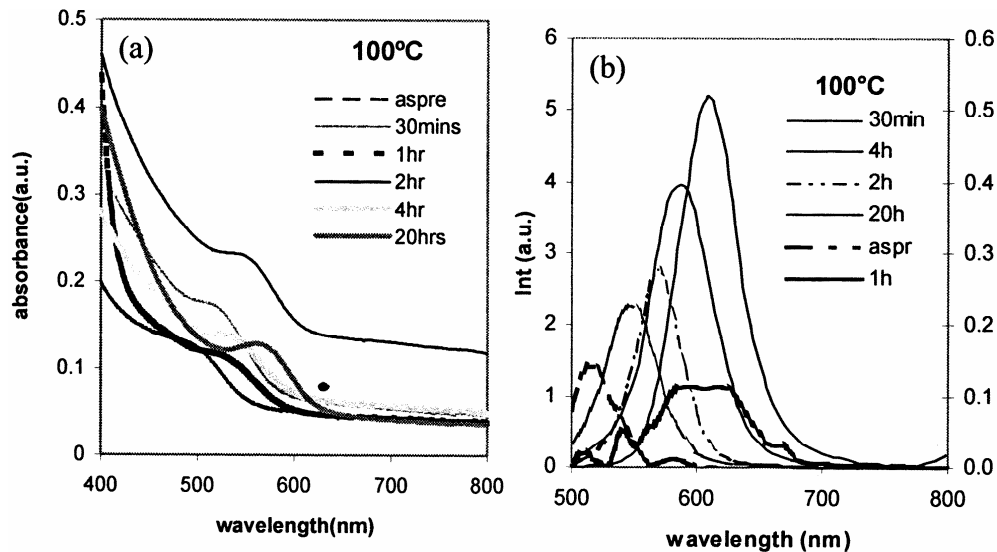 (a)
100ºC
aspre
30mins
1hr
2hr
4hr
20hrs
0.5
0.4
0.3
0.2
0.1
0
400 500 600 700 800
absorbance(a.u.)
wavelength(nm)
(b)
100°C
30min
4h
2h
20h
aspr
1h
6
5
4
3
2
1
0
0.6
0.5
0.4
0.3
0.2
0.1
0.0
500 600 700 800
Int (a.u.)
wavelength (nm)